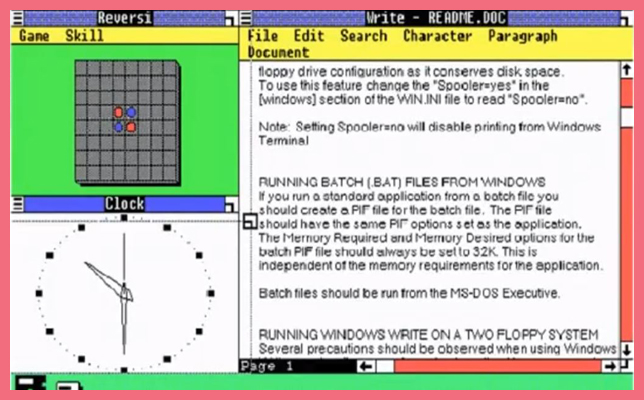 Reversi
Game Skill
Clock
Write - README.DOC
File Edit Search Character Paragraph
Document
floppy drive configuration as it conserves disk space.
To use this feature change the "Spooler=yes" in the
[windows] section of the WIN.INI file to read "Spooler=no".
Note: Setting Spooler=no will disable printing from Windows
Terminal
RUNNING BATCH (.BAT) FILES FROM WINDOWS
If you run a standard application from a batch file you
should create a PIF file for the batch file. The PIF file
should have the same PIF options set as the application.
The Memory Required and Memory Desired options for the
batch PIF file should always be set to 32K. This is
independent of the memory requirements for the application.
Batch files should be run from the MS-DOS Executive.
RUNNING WINDOWS WRITE ON A TWO FLOPPY SYSTEM
Several precautions should be observed when using Windows
Page 1